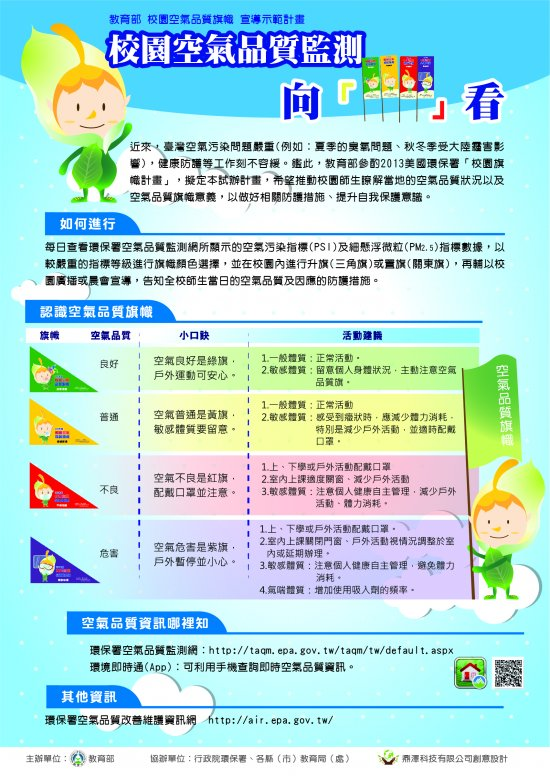 教育部 校園空氣品質旗幟 宣導示範計畫
校園空氣品質監測
向「 」看
近來，臺灣空氣污染問題嚴重(例如：夏季的臭氧問題、秋冬季受大陸霾害影
響)，健康防護等工作刻不容緩。鑑此，教育部參酌2013美國環保署「校園旗
幟計畫」，擬定本試辦計畫，希望推動校園師生瞭解當地的空氣品質狀況以及
空氣品質旗幟意義，以做好相關防護措施、提升自我保護意識。
如何進行
每日查看環保署空氣品質監測網所顯示的空氣污染指標(PSI)及細懸浮微粒(PM2.5)指標數據，以
較嚴重的指標等級進行旗幟顏色選擇，並在校園內進行升旗(三角旗)或置旗(關東旗)，再輔以校
園廣播或晨會宣導，告知全校師生當日的空氣品質及因應的防護措施。
認識空氣品質旗幟
旗幟 空氣品質 小口訣 活動建議
良好
空氣良好是綠旗，
戶外運動可安心。
1.一般體質：正常活動。
2.敏感體質：留意個人身體狀況，主動注意空氣
品質旗。
普通
空氣普通是黃旗，
敏感體質要留意。
1.一般體質：正常活動
2.敏感體質：感受到癥狀時，應減少體力消耗，
特別是減少戶外活動，並適時配戴
口罩。
不良
空氣不良是紅旗，
配戴口罩並注意。
1.上、下學或戶外活動配戴口罩
2.室內上課適度關窗、減少戶外活動
3.敏感體質：注意個人健康自主管理，減少戶外
活動、體力消耗。
危害
空氣危害是紫旗，
戶外暫停並小心。
1.上、下學或戶外活動配戴口罩。
2.室內上課關閉門窗、戶外活動視情況調整於室
內或延期辦理。
3.敏感體質：注意個人健康自主管理，避免體力
消耗。
4.氣喘體質：增加使用吸入劑的頻率。
空氣品質旗幟
空氣品質資訊哪裡知
環保署空氣品質監測網：http://taqm.epa.gov.tw/taqm/tw/default.aspx
環境即時通(App)：可利用手機查詢即時空氣品質資訊。
其他資訊
環保署空氣品質改善維護資訊網 http://air.epa.gov.tw/
主辦單位： 教育部 協辦單位：行政院環保署、各縣（市）教育局（處） 鼎澤科技有限公司創意設計